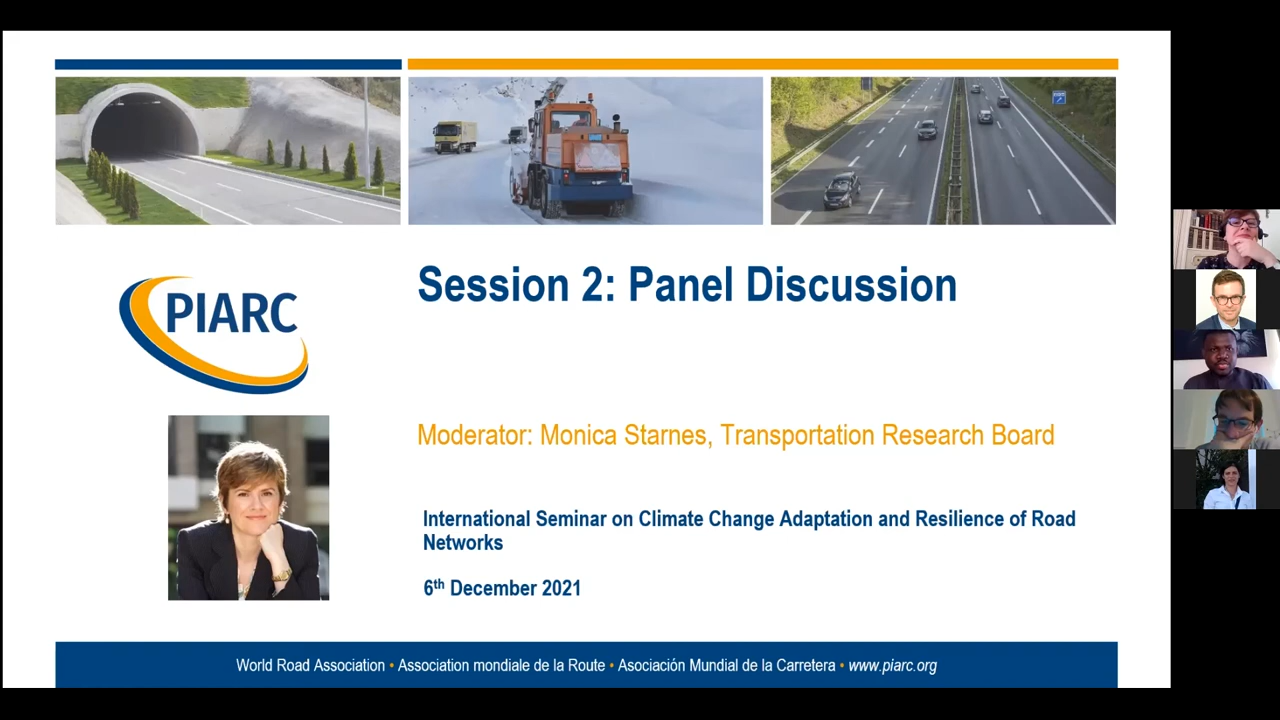 Session 2: Panel Discussion
PIARC
Moderator: Monica Starnes, Transportation Research Board
International Seminar on Climate Change Adaptation and Resilience of Road
Networks
6th December 2021
World Road Association • Association mondiale de la Route • Asociación Mundial de la Carretera • www.piarc.org